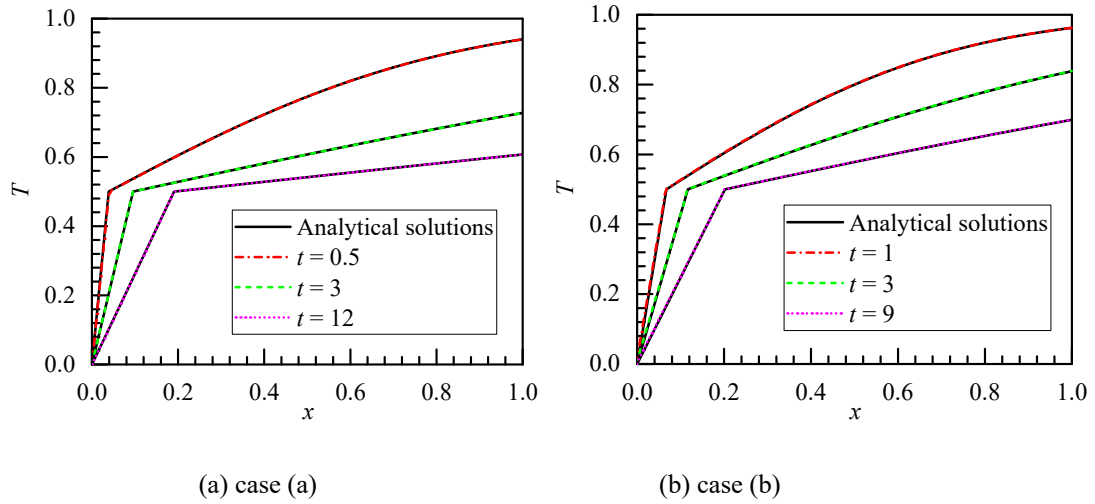 1.0
0.8
0.6
0.4
0.2
0.0
T
Analytical solutions
t = 0.5
t = 3
t = 12
0.0 0.2 0.4 0.6 0.8 1.0
x
(a) case (a)
1.0
0.8
0.6
0.4
0.2
0.0
T
Analytical solutions
t = 1
t = 3
t = 9
0.0 0.2 0.4 0.6 0.8 1.0
x
(b) case (b)